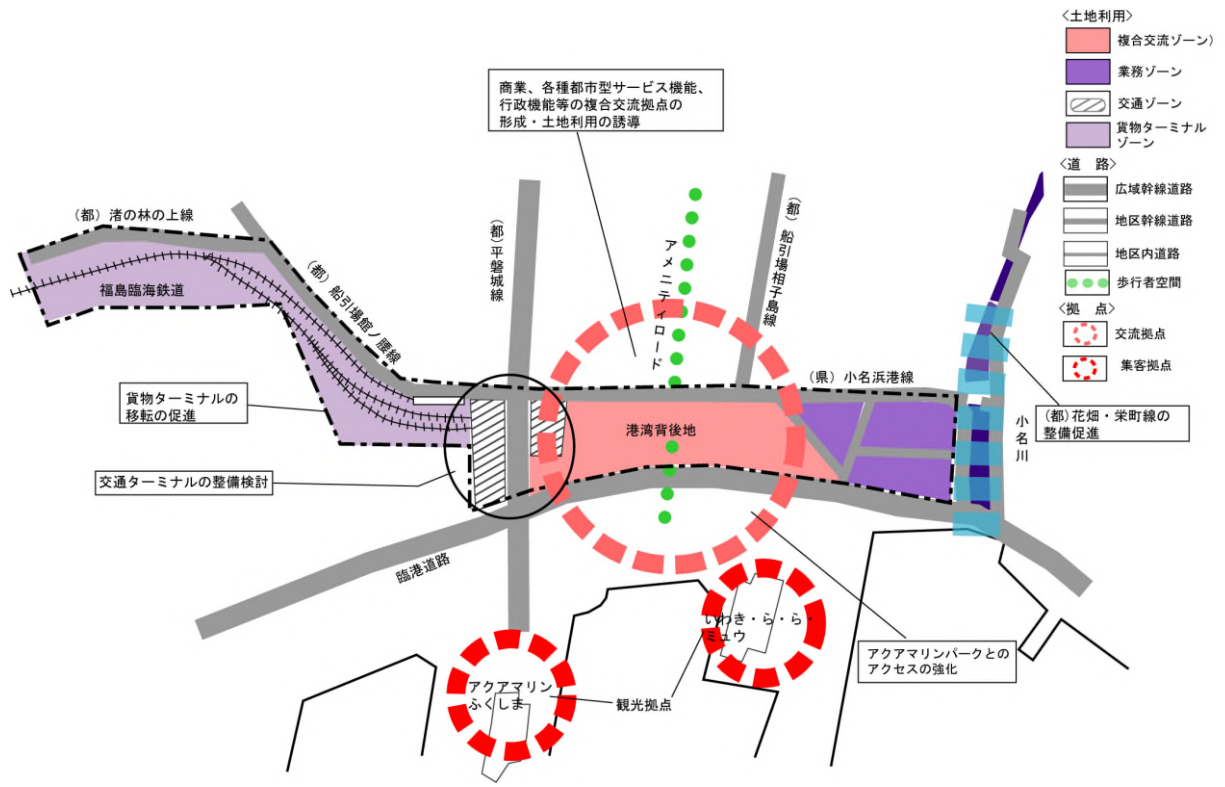 〈土地利用〉
複合交流ゾーン）
業務ゾーン
交通ゾーン
貨物ターミナル
ゾーン
〈道　路〉
広域幹線道路
地区幹線道路
地区内道路
歩行者空間
〈拠　点〉
交流拠点
集客拠点
商業、各種都市型サービス機能、
行政機能等の複合交流拠点の
形成・土地利用の誘導
（都）渚の林の上線
福島臨海鉄道
（都）船引場館ノ腰線
（都）平磐城線
アメニティロード
（都）船引場相子島線
（県）小名浜港線
貨物ターミナルの
移転の促進
交通ターミナルの整備検討
港湾背後地
小名川
（都）花畑・栄町線の
整備促進
臨港道路
いわき・ら・ら・
ミュウ
アクアマリンパークとの
アクセスの強化
アクアマリン
ふくしま
観光拠点